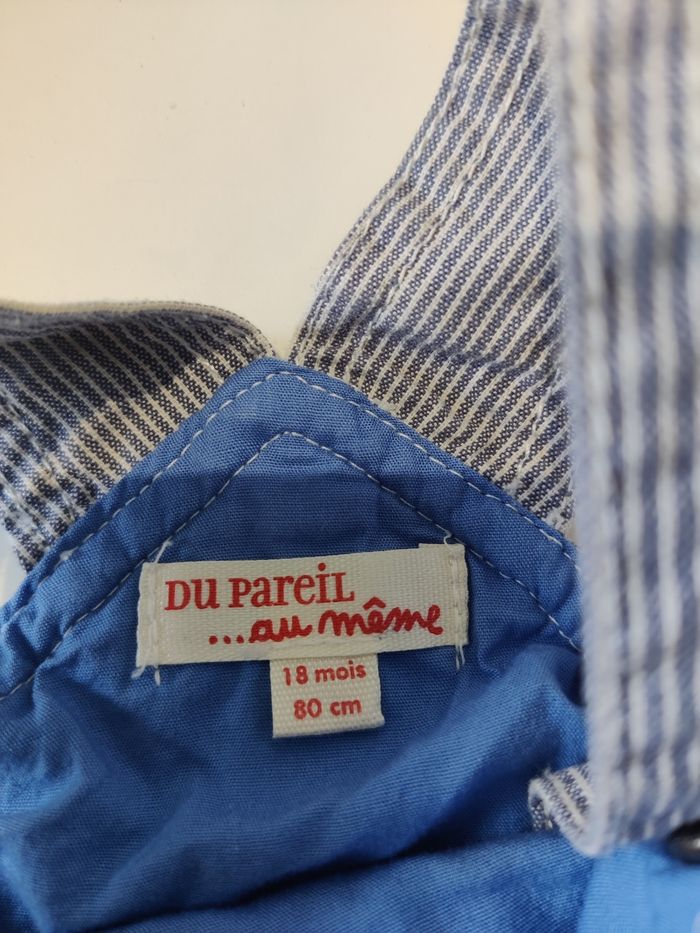 DU PAREIL
...au même
18 mois
80 cm